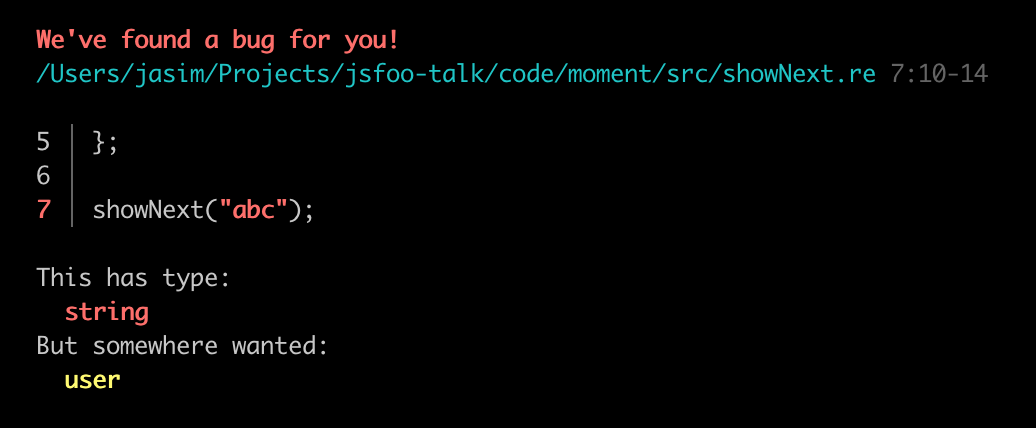 We've found a bug for you!
/Users/jasim/Projects/jsfoo-talk/code/moment/src/showNext.re 7:10-14
5 │ };
6 │
7 │ showNext("abc");
This has type:
string
But somewhere wanted:
user